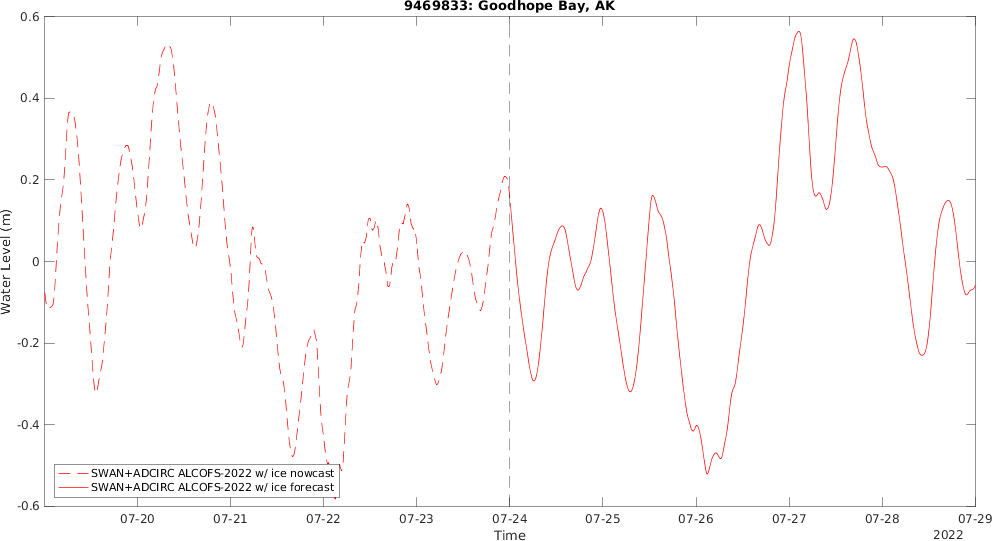 9469833: Goodhope Bay, AK
Water Level (m)
0.6
0.4
0.2
0
-0.2
-0.4
-0.6
SWAN+ADCIRC ALCOFS-2022 w/ ice nowcast
SWAN+ADCIRC ALCOFS-2022 w/ ice forecast
07-20 07-21 07-22 07-23 07-24 07-25 07-26 07-27 07-28 07-29
Time
2022